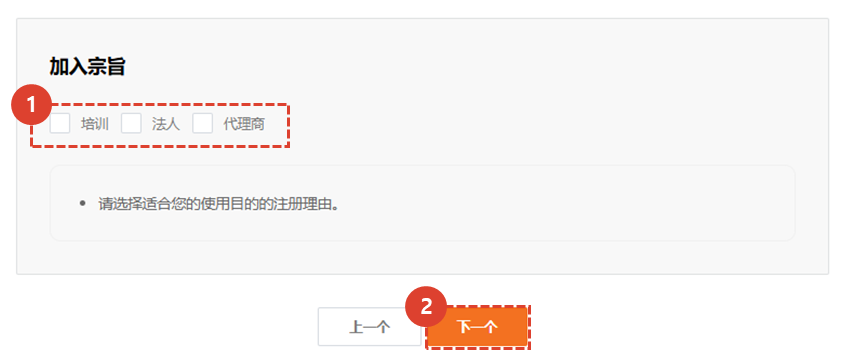 加入宗旨
1
培训 法人 代理商
• 请选择适合您的使用目的的注册理由。
2
上一个 下一个